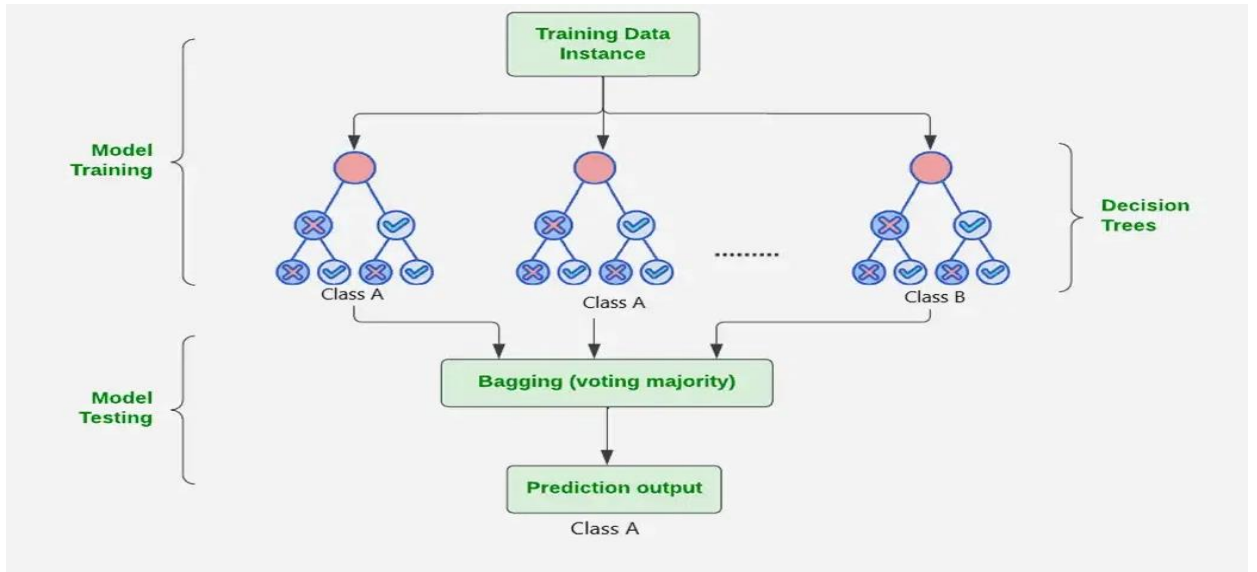 Training Data
Instance
Model
Training
Decision
Trees
.........
Class A
Class A
Class B
Model
Testing
Bagging (voting majority)
Prediction output
Class A